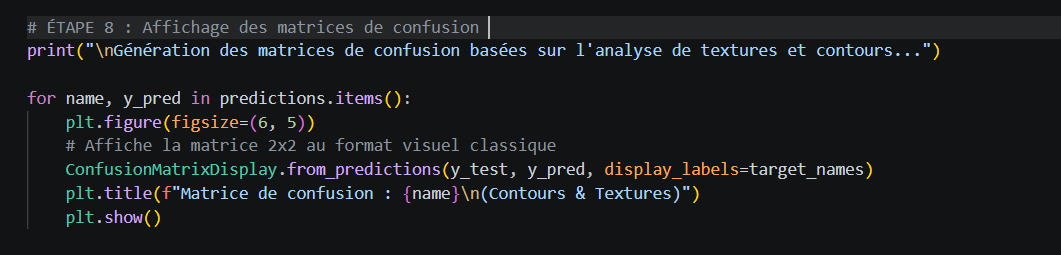 # ÉTAPE 8 : Affichage des matrices de confusion
print("\nGénération des matrices de confusion basées sur l'analyse de textures et contours...")
for name, y_pred in predictions.items():
plt.figure(figsize=(6, 5))
# Affiche la matrice 2x2 au format visuel classique
ConfusionMatrixDisplay.from_predictions(y_test, y_pred, display_labels=target_names)
plt.title(f"Matrice de confusion : {name}\n(Contours & Textures)")
plt.show()